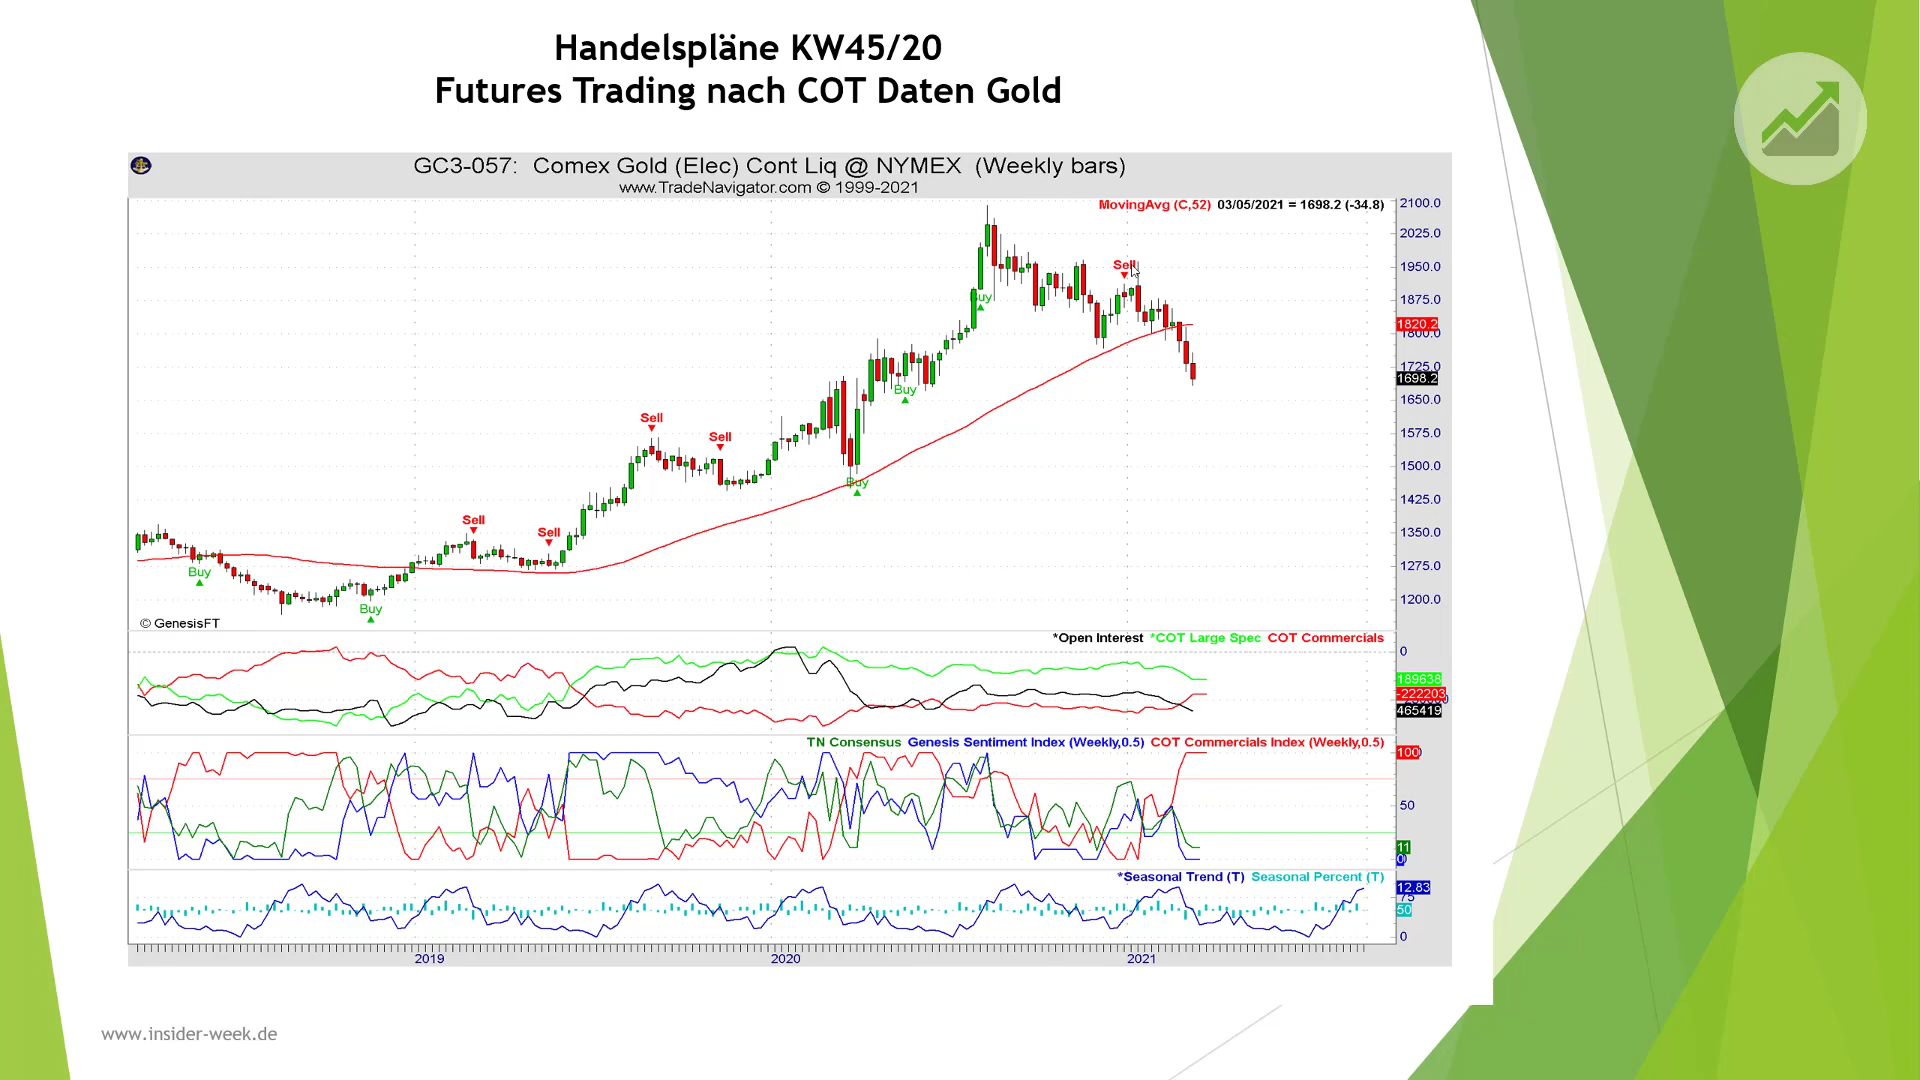 Handelspläne KW45/20
Futures Trading nach COT Daten Gold
GC3-057: Comex Gold (Elec) Cont Liq @ NYMEX (Weekly bars)
www.TradeNavigator.com © 1999-2021
MovingAvg (C,52) 03/05/2021 = 1698.2 (-34.8)
2100.0
2025.0
Sell
1950.0
Buy
1875.0
1820.2
1800.0
1725.0
1698.2
Buy
1650.0
Sell
Sell
1575.0
1500.0
Buy
1425.0
Sell
Sell
1350.0
Buy
1275.0
Buy
1200.0
© GenesisFT
*Open Interest *COT Large Spec COT Commercials
0
189638
-222203
465419
TN Consensus Genesis Sentiment Index (Weekly,0.5) COT Commercials Index (Weekly,0.5)
100
50
11
0
*Seasonal Trend (T) Seasonal Percent (T)
12.83
75
50
0
2019 2020 2021
www.insider-week.de